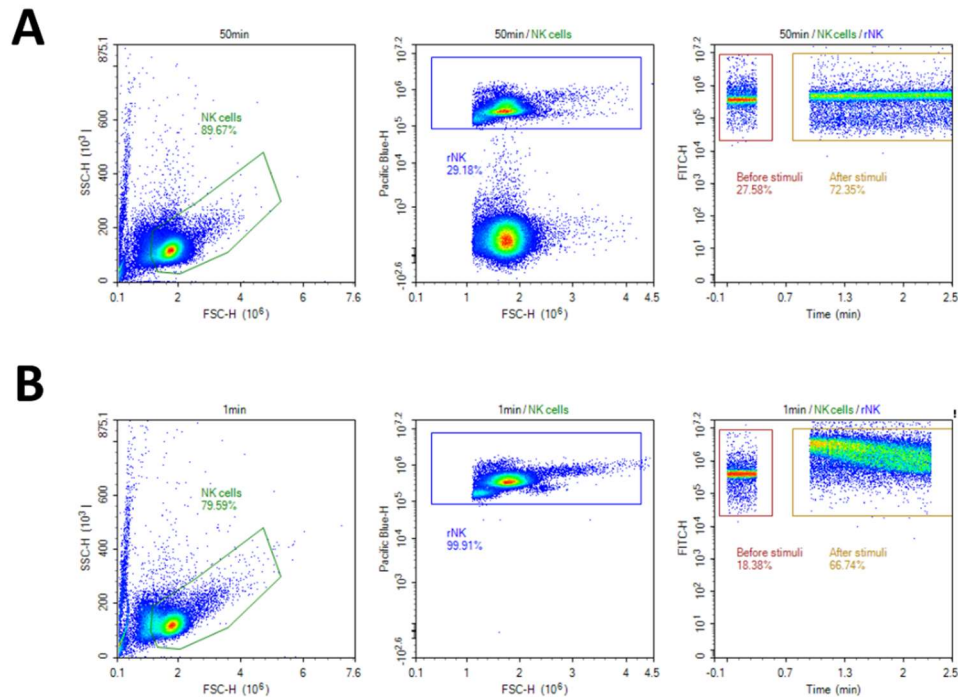 A
50min
SSC-H (10³)
875.1
800
600
400
200
0
NK cells
89.67%
0.1 2 4 6 7.6
FSC-H (10⁶)
50min / NK cells
Pacific Blue-H
10⁷·²
10⁶
10⁵
10⁴
10³
-10²·⁶
rNK
29.18%
0.1 1 2 3 4 4.5
FSC-H (10⁶)
50min / NK cells / rNK
FITC-H
10⁷·²
10⁶
10⁵
10⁴
10³
10²
10¹
0
Before stimuli
27.58%
After stimuli
72.35%
-0.1 0.7 1.3 2 2.5
Time (min)
B
1min
SSC-H (10³)
875.1
800
600
400
200
0
NK cells
79.59%
0.1 2 4 6 7.6
FSC-H (10⁶)
1min / NK cells
Pacific Blue-H
10⁷·²
10⁶
10⁵
10⁴
10³
-10²·⁶
rNK
99.91%
0.1 1 2 3 4 4.5
FSC-H (10⁶)
1min / NK cells / rNK
FITC-H
10⁷·²
10⁶
10⁵
10⁴
10³
10²
10¹
0
Before stimuli
18.38%
After stimuli
66.74%
-0.1 0.7 1.3 2 2.5
Time (min)